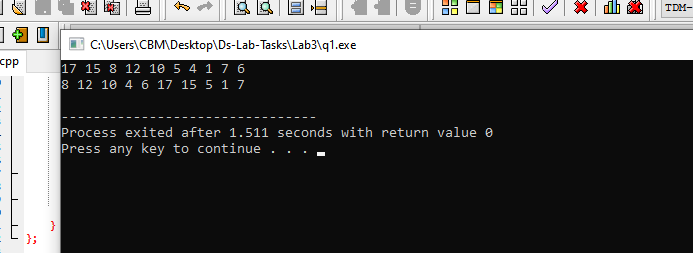 TDM-
C:\Users\CBM\Desktop\Ds-Lab-Tasks\Lab3\q1.exe
cpp
17 15 8 12 10 5 4 1 7 6
8 12 10 4 6 17 15 5 1 7
--------------------------------
Process exited after 1.511 seconds with return value 0
Press any key to continue . . .
}
};